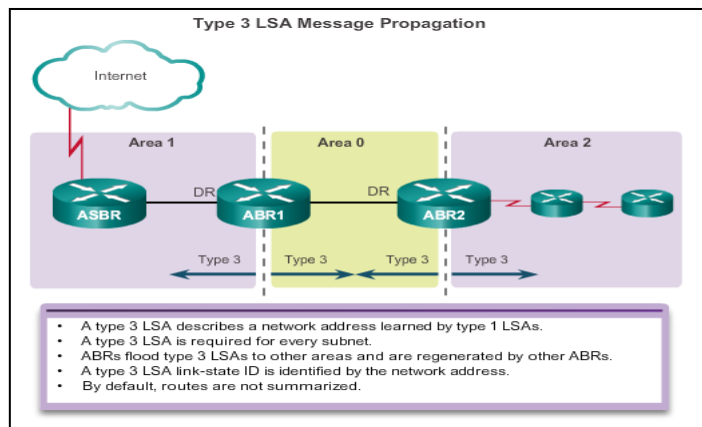 Type 3 LSA Message Propagation
Internet
Area 1
Area 0
Area 2
DR
DR
ASBR
ABR1
ABR2
Type 3
Type 3
Type 3
Type 3
• A type 3 LSA describes a network address learned by type 1 LSAs.
• A type 3 LSA is required for every subnet.
• ABRs flood type 3 LSAs to other areas and are regenerated by other ABRs.
• A type 3 LSA link-state ID is identified by the network address.
• By default, routes are not summarized.